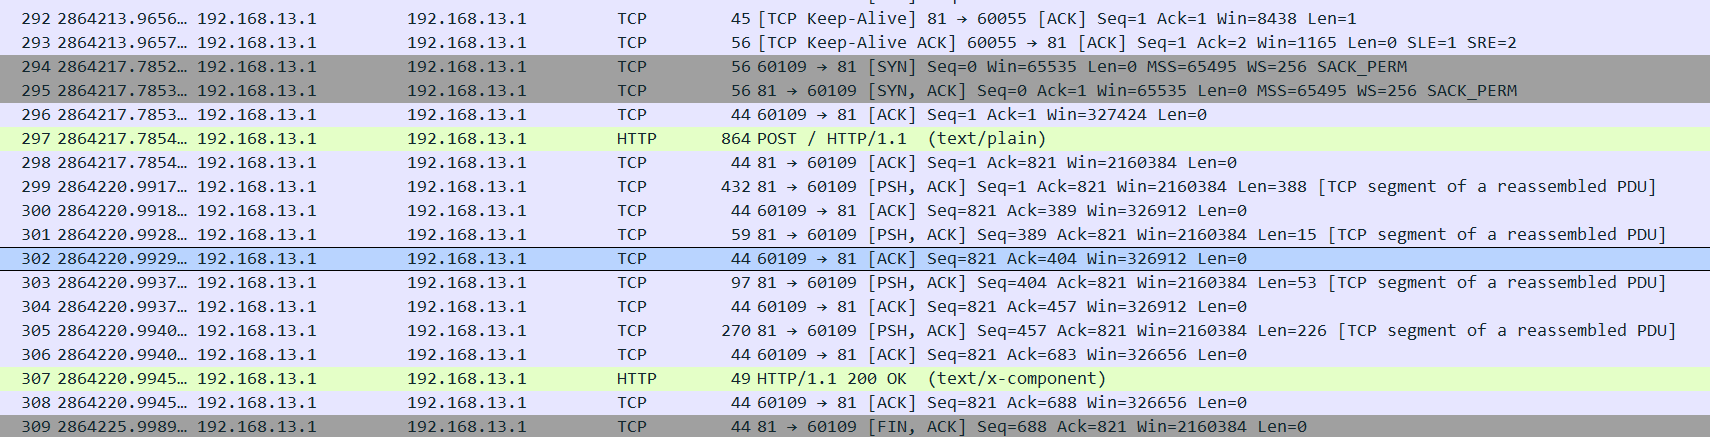 292 2864213.9656… 192.168.13.1 192.168.13.1 TCP 45 [TCP Keep-Alive] 81 → 60055 [ACK] Seq=1 Ack=1 Win=8438 Len=1
293 2864213.9657… 192.168.13.1 192.168.13.1 TCP 56 [TCP Keep-Alive ACK] 60055 → 81 [ACK] Seq=1 Ack=2 Win=1165 Len=0 SLE=1 SRE=2
294 2864217.7852… 192.168.13.1 192.168.13.1 TCP 56 60109 → 81 [SYN] Seq=0 Win=65535 Len=0 MSS=65495 WS=256 SACK_PERM
295 2864217.7853… 192.168.13.1 192.168.13.1 TCP 56 81 → 60109 [SYN, ACK] Seq=0 Ack=1 Win=65535 Len=0 MSS=65495 WS=256 SACK_PERM
296 2864217.7853… 192.168.13.1 192.168.13.1 TCP 44 60109 → 81 [ACK] Seq=1 Ack=1 Win=327424 Len=0
297 2864217.7854… 192.168.13.1 192.168.13.1 HTTP 864 POST / HTTP/1.1 (text/plain)
298 2864217.7854… 192.168.13.1 192.168.13.1 TCP 44 81 → 60109 [ACK] Seq=1 Ack=821 Win=2160384 Len=0
299 2864220.9917… 192.168.13.1 192.168.13.1 TCP 432 81 → 60109 [PSH, ACK] Seq=1 Ack=821 Win=2160384 Len=388 [TCP segment of a reassembled PDU]
300 2864220.9918… 192.168.13.1 192.168.13.1 TCP 44 60109 → 81 [ACK] Seq=821 Ack=389 Win=326912 Len=0
301 2864220.9928… 192.168.13.1 192.168.13.1 TCP 59 81 → 60109 [PSH, ACK] Seq=389 Ack=821 Win=2160384 Len=15 [TCP segment of a reassembled PDU]
302 2864220.9929… 192.168.13.1 192.168.13.1 TCP 44 60109 → 81 [ACK] Seq=821 Ack=404 Win=326912 Len=0
303 2864220.9937… 192.168.13.1 192.168.13.1 TCP 97 81 → 60109 [PSH, ACK] Seq=404 Ack=821 Win=2160384 Len=53 [TCP segment of a reassembled PDU]
304 2864220.9937… 192.168.13.1 192.168.13.1 TCP 44 60109 → 81 [ACK] Seq=821 Ack=457 Win=326912 Len=0
305 2864220.9940… 192.168.13.1 192.168.13.1 TCP 270 81 → 60109 [PSH, ACK] Seq=457 Ack=821 Win=2160384 Len=226 [TCP segment of a reassembled PDU]
306 2864220.9940… 192.168.13.1 192.168.13.1 TCP 44 60109 → 81 [ACK] Seq=821 Ack=683 Win=326656 Len=0
307 2864220.9945… 192.168.13.1 192.168.13.1 HTTP 49 HTTP/1.1 200 OK (text/x-component)
308 2864220.9945… 192.168.13.1 192.168.13.1 TCP 44 60109 → 81 [ACK] Seq=821 Ack=688 Win=326656 Len=0
309 2864225.9989… 192.168.13.1 192.168.13.1 TCP 44 81 → 60109 [FIN, ACK] Seq=688 Ack=821 Win=2160384 Len=0